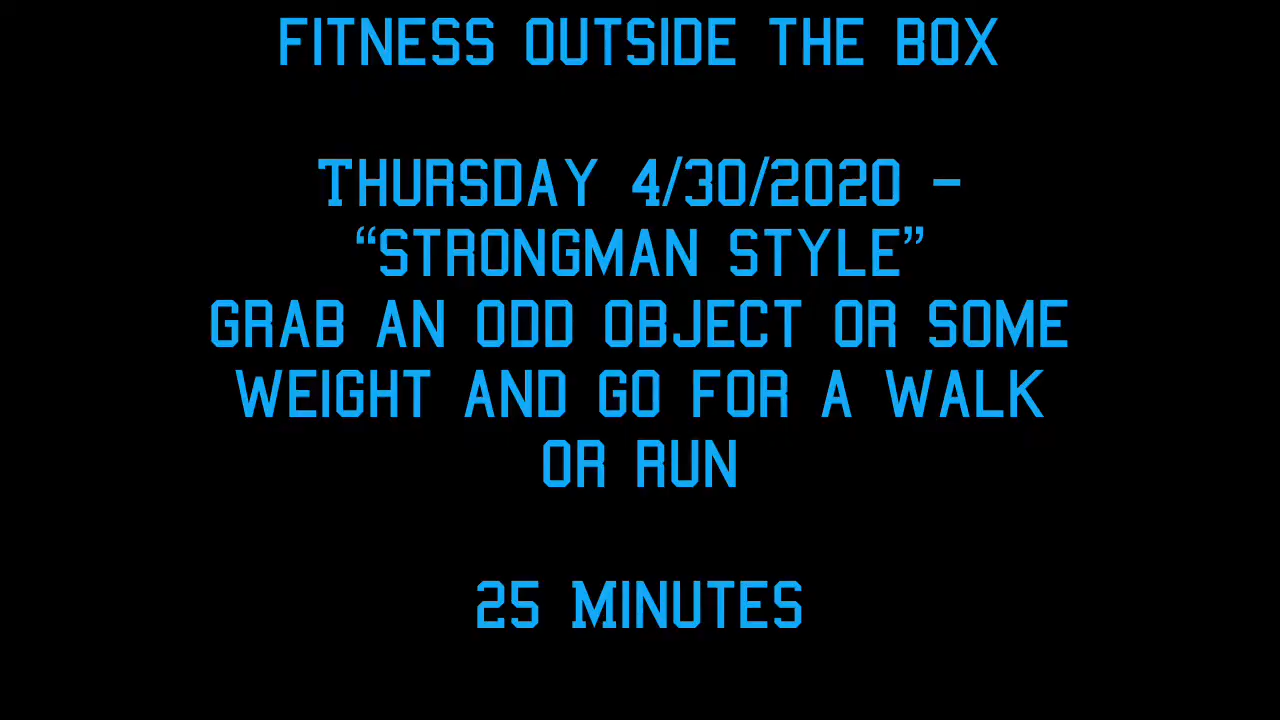 FITNESS OUTSIDE THE BOX
THURSDAY 4/30/2020 –
“STRONGMAN STYLE”
GRAB AN ODD OBJECT OR SOME
WEIGHT AND GO FOR A WALK
OR RUN
25 MINUTES